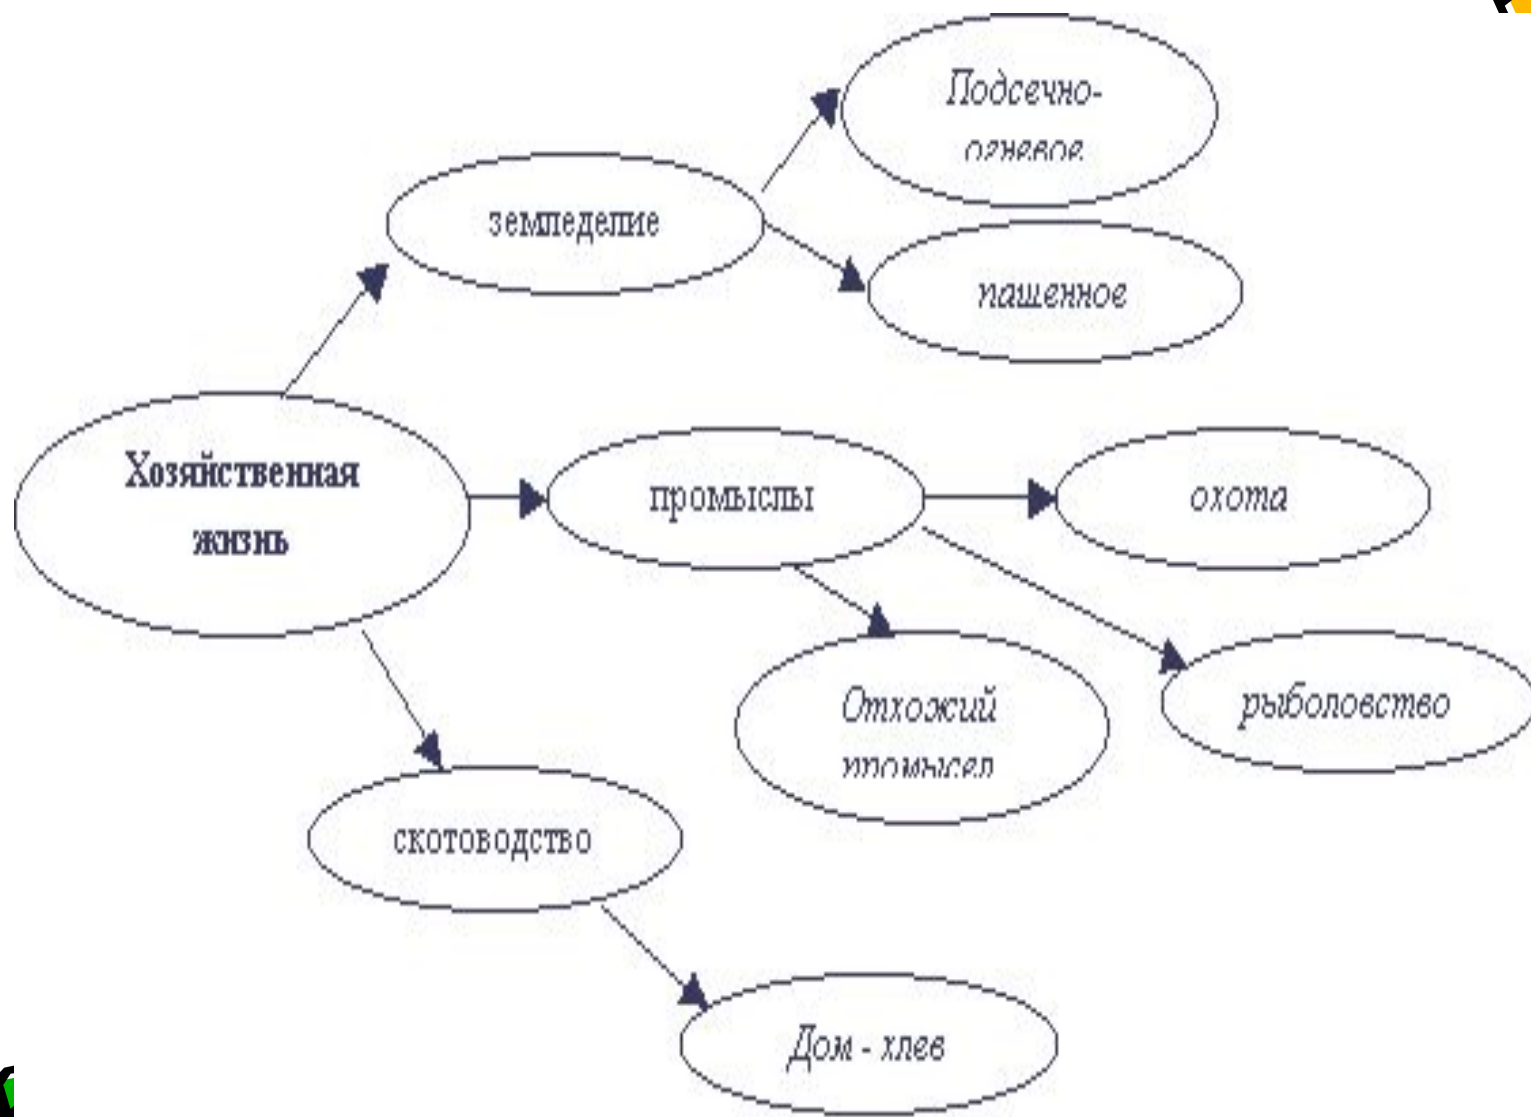 Подсечно-
огневое
земледелие
пашенное
Хозяйственная
жизнь
промыслы
охота
Отхожий
промысел
рыболовство
скотоводство
Дом - хлев